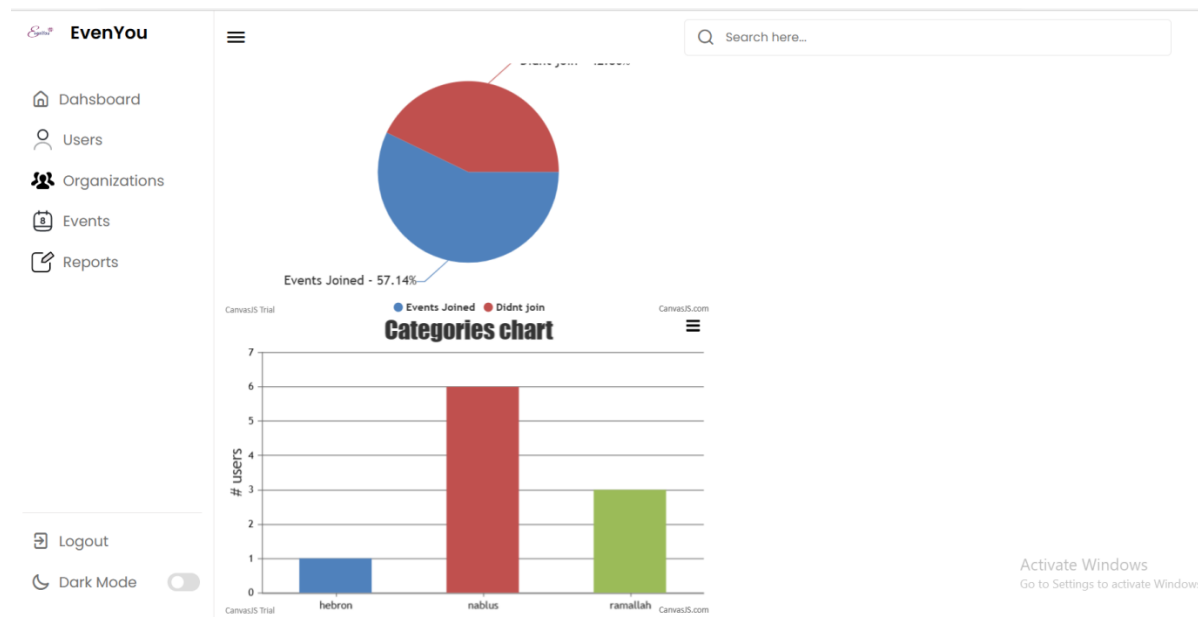 EvenYou
Search here...
Dahsboard
Users
Organizations
8
Events
Reports
Logout
Dark Mode
Events Joined - 57.14%
Events Joined Didnt join
CanvasJS Trial
CanvasJS.com
Categories chart
# users
7
6
5
4
3
2
1
0
hebron nablus ramallah
CanvasJS Trial
CanvasJS.com
Activate Windows
Go to Settings to activate Windows